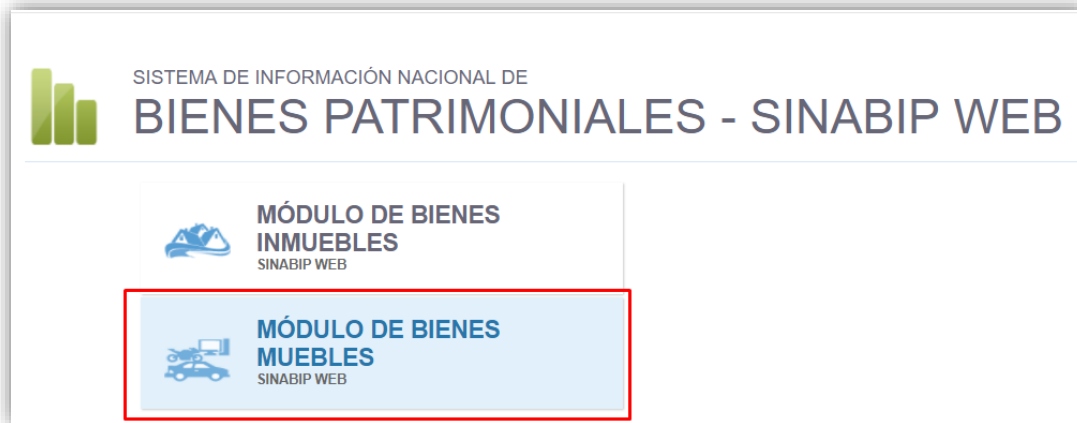 SISTEMA DE INFORMACIÓN NACIONAL DE
BIENES PATRIMONIALES - SINABIP WEB
MÓDULO DE BIENES
INMUEBLES
SINABIP WEB
MÓDULO DE BIENES
MUEBLES
SINABIP WEB